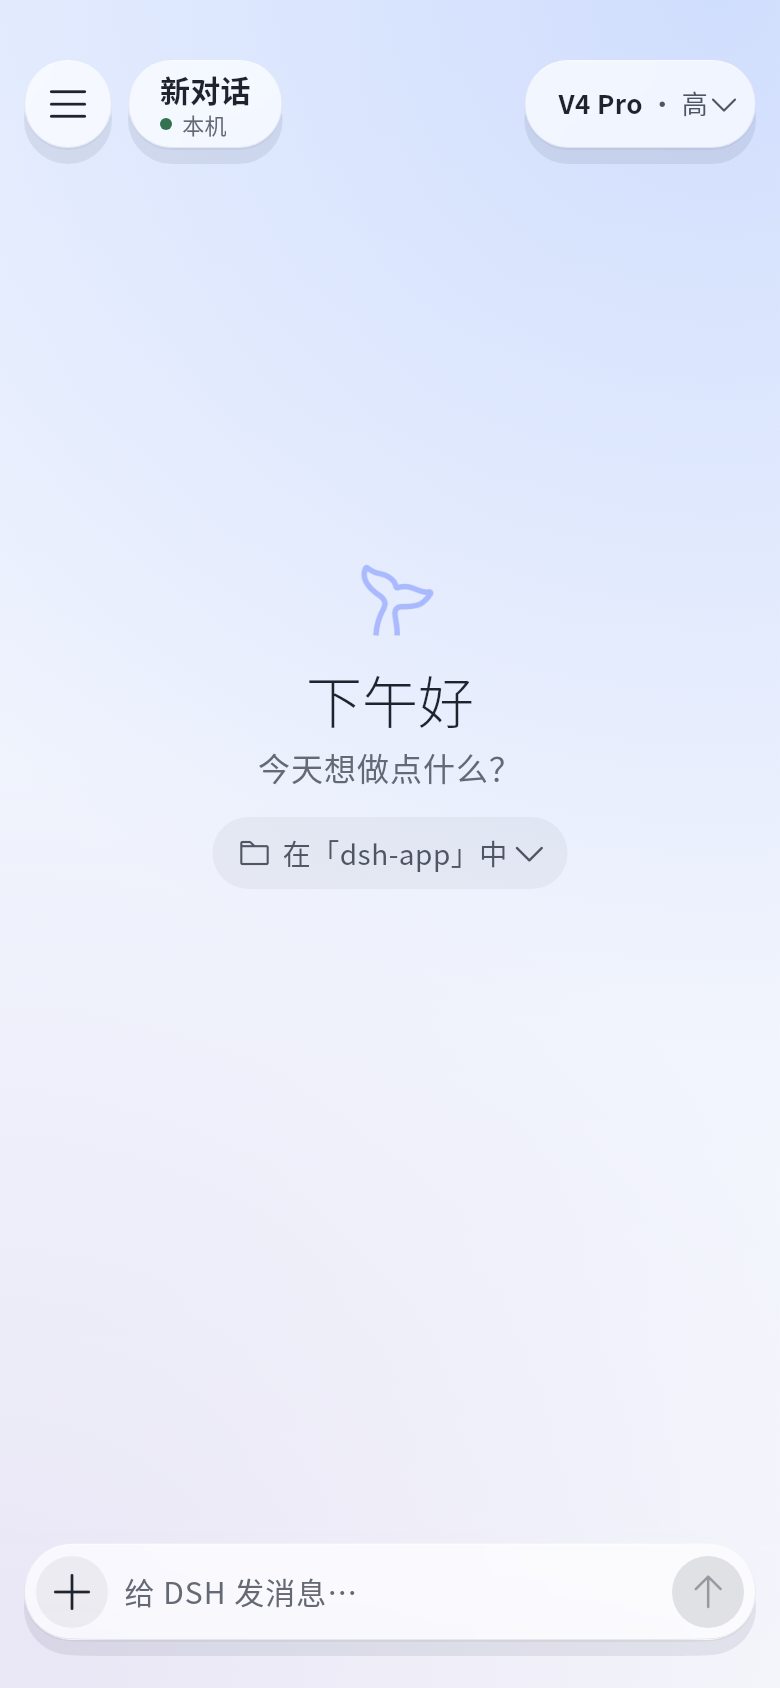 新对话
本机
V4 Pro · 高
下午好
今天想做点什么？
在「dsh-app」中
给 DSH 发消息…